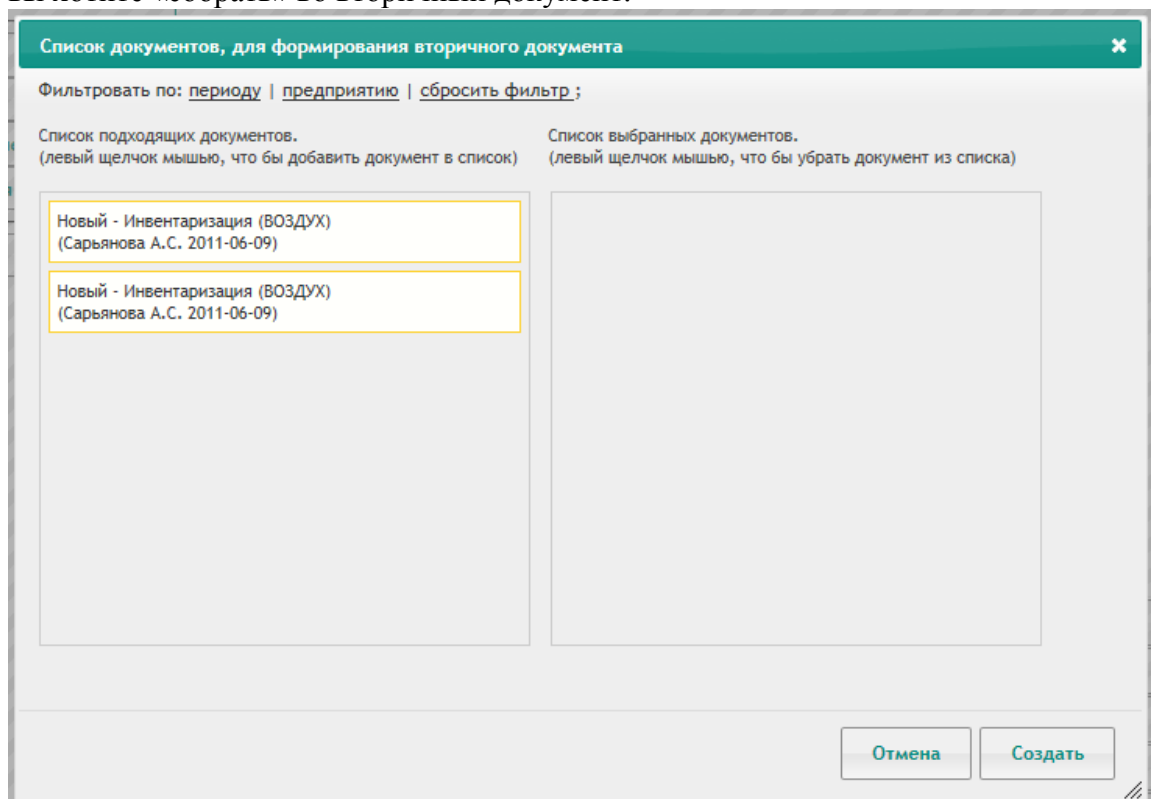 Список документов, для формирования вторичного документа
Фильтровать по: периоду | предприятию | сбросить фильтр ;
Список подходящих документов.
(левый щелчок мышью, что бы добавить документ в список)
Список выбранных документов.
(левый щелчок мышью, что бы убрать документ из списка)
Новый - Инвентаризация (ВОЗДУХ)
(Сарьянова А.С. 2011-06-09)
Новый - Инвентаризация (ВОЗДУХ)
(Сарьянова А.С. 2011-06-09)
Отмена
Создать